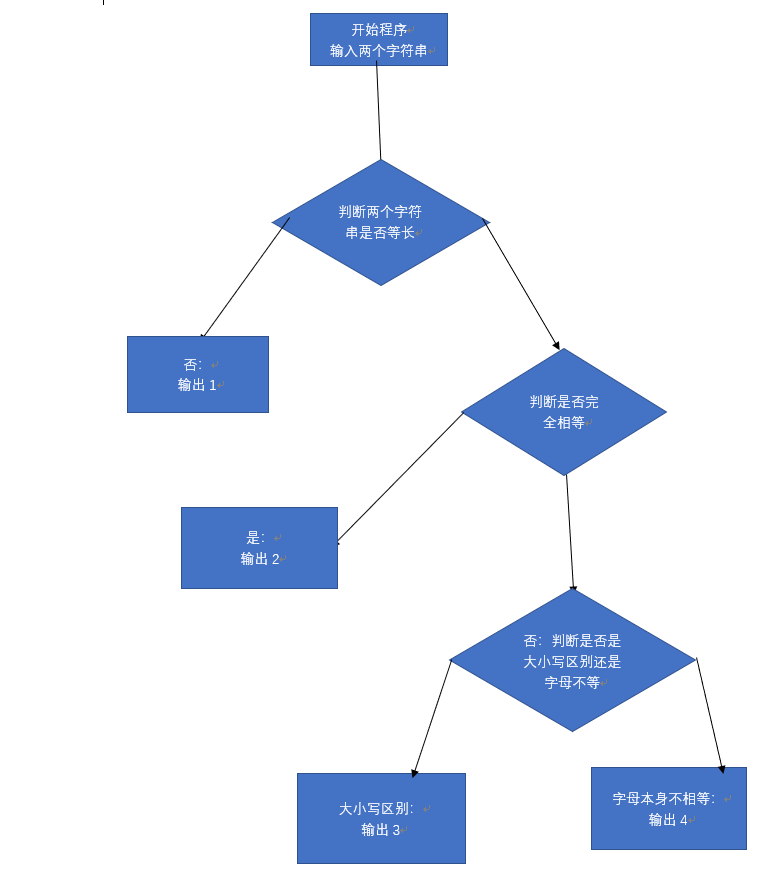 开始程序
输入两个字符串
判断两个字符
串是否等长
否：
输出 1
判断是否完
全相等
是：
输出 2
否：判断是否是
大小写区别还是
字母不等
大小写区别：
输出 3
字母本身不相等：
输出 4